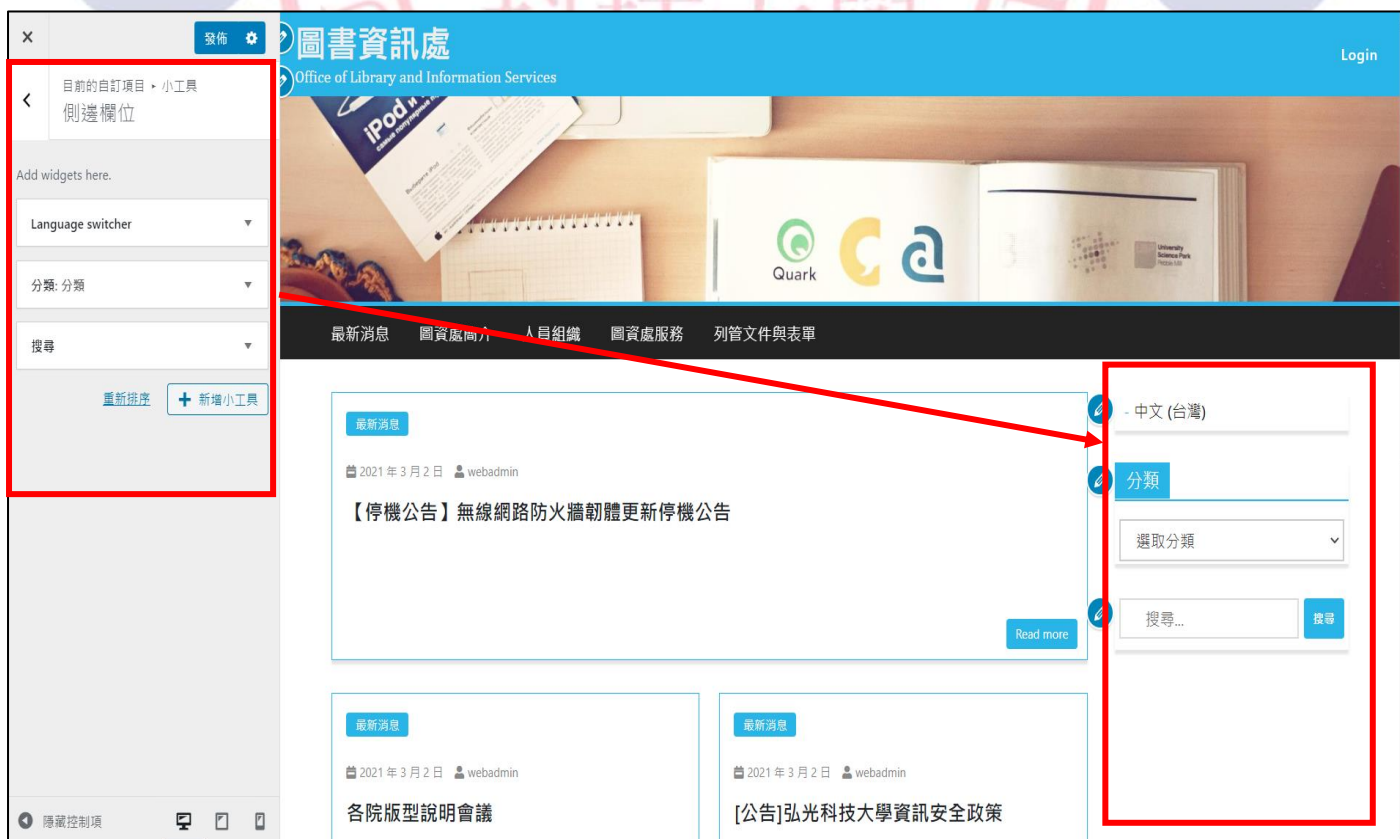 發佈
目前的自訂項目 ▸ 小工具
側邊欄位
Add widgets here.
Language switcher
分類: 分類
搜尋
重新排序
新增小工具
隱藏控制項
圖書資訊處
Office of Library and Information Services
Login
iPod
Quark
University
Science Park
最新消息 圖資處簡介 人員組織 圖資處服務 列管文件與表單
最新消息
2021 年 3 月 2 日 webadmin
【停機公告】無線網路防火牆韌體更新停機公告
Read more
- 中文 (台灣)
分類
選取分類
搜尋...
搜尋
最新消息
2021 年 3 月 2 日 webadmin
各院版型說明會議
最新消息
2021 年 3 月 2 日 webadmin
[公告]弘光科技大學資訊安全政策